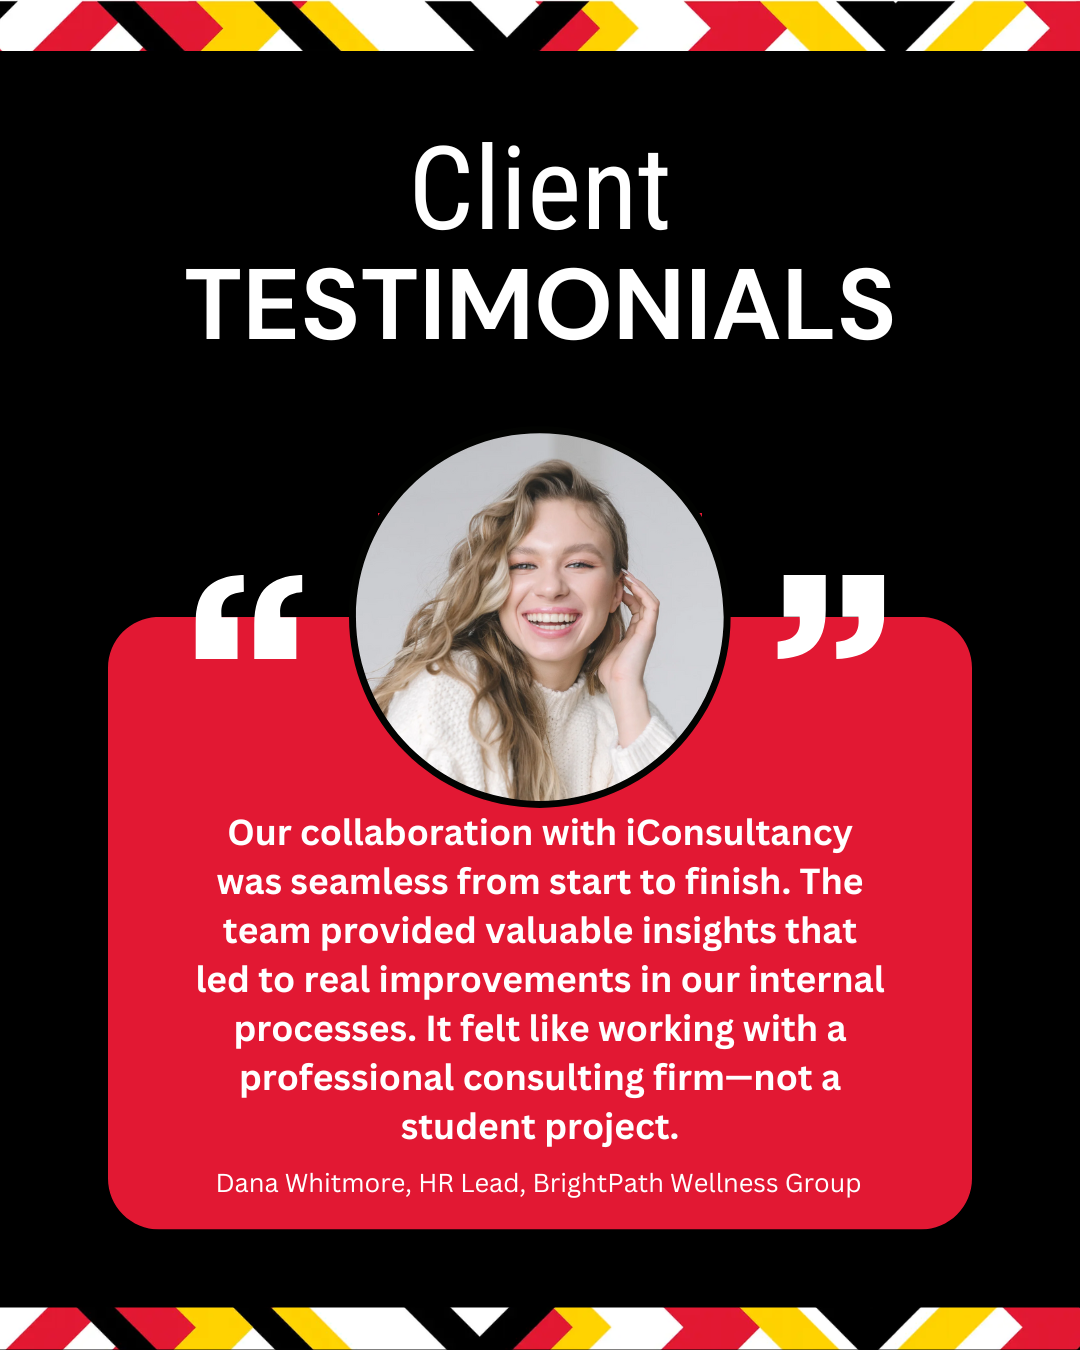 Client
TESTIMONIALS
“ ”
Our collaboration with iConsultancy
was seamless from start to finish. The
team provided valuable insights that
led to real improvements in our internal
processes. It felt like working with a
professional consulting firm—not a
student project.
Dana Whitmore, HR Lead, BrightPath Wellness Group